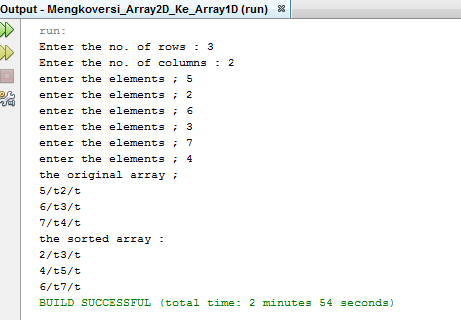 Output - Mengkoversi_Array2D_Ke_Array1D (run)
run:
Enter the no. of rows : 3
Enter the no. of columns : 2
enter the elements ; 5
enter the elements ; 2
enter the elements ; 6
enter the elements ; 3
enter the elements ; 7
enter the elements ; 4
the original array ;
5/t2/t
6/t3/t
7/t4/t
the sorted array :
2/t3/t
4/t5/t
6/t7/t
BUILD SUCCESSFUL (total time: 2 minutes 54 seconds)